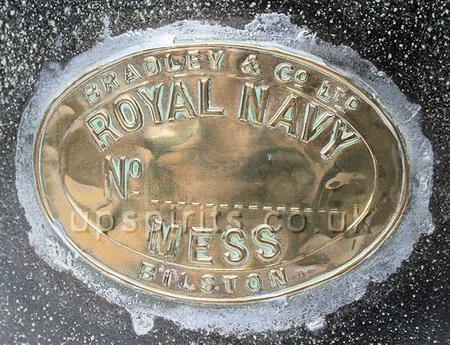 BRADLEY & Co LTD
ROYAL NAVY
No
upspirits.co.uk
MESS
BILSTON